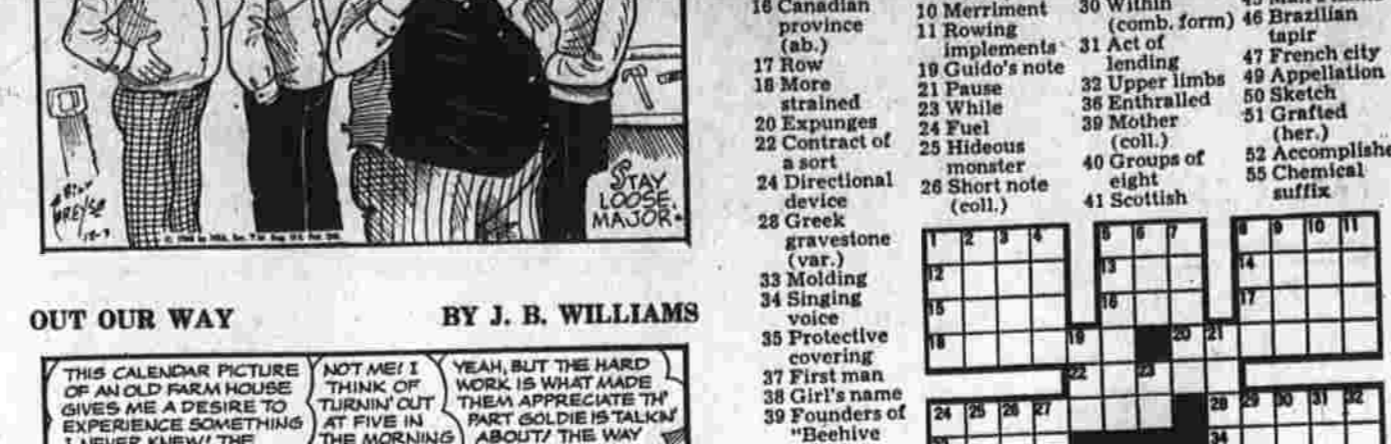 STAY
LOOSE,
MAJOR.
12-7
OUT OUR WAY
BY J. B. WILLIAMS
THIS CALENDAR PICTURE
OF AN OLD FARM HOUSE
GIVES ME A DESIRE TO
EXPERIENCE SOMETHING
I NEVER KNEW! THE
NOT ME! I
THINK OF
TURNIN' OUT
AT FIVE IN
THE MORNING
YEAH, BUT THE HARD
WORK IS WHAT MADE
THEM APPRECIATE TH'
PART GOLDIE IS TALKIN'
ABOUT! THE WAY
16 Canadian
province
(ab.)
17 Row
18 More
strained
20 Expunges
22 Contract of
a sort
24 Directional
device
28 Greek
gravestone
(var.)
33 Molding
34 Singing
voice
35 Protective
covering
37 First man
38 Girl's name
39 Founders of
"Beehive
10 Merriment
11 Rowing
implements
19 Guido's note
21 Pause
23 While
24 Fuel
25 Hideous
monster
26 Short note
(coll.)
30 Within
(comb. form)
31 Act of
lending
32 Upper limbs
36 Enthralled
39 Mother
(coll.)
40 Groups of
eight
41 Scottish
46 Brazilian
tapir
47 French city
49 Appellation
50 Sketch
51 Grafted
(her.)
52 Accomplishe
55 Chemical
suffix
1 2 3 4 5 6 7 8 9 10 11
12 13 14
15 16 17
18 19 20 21
22 23
24 25 26 27 28 29 30 31 32
34